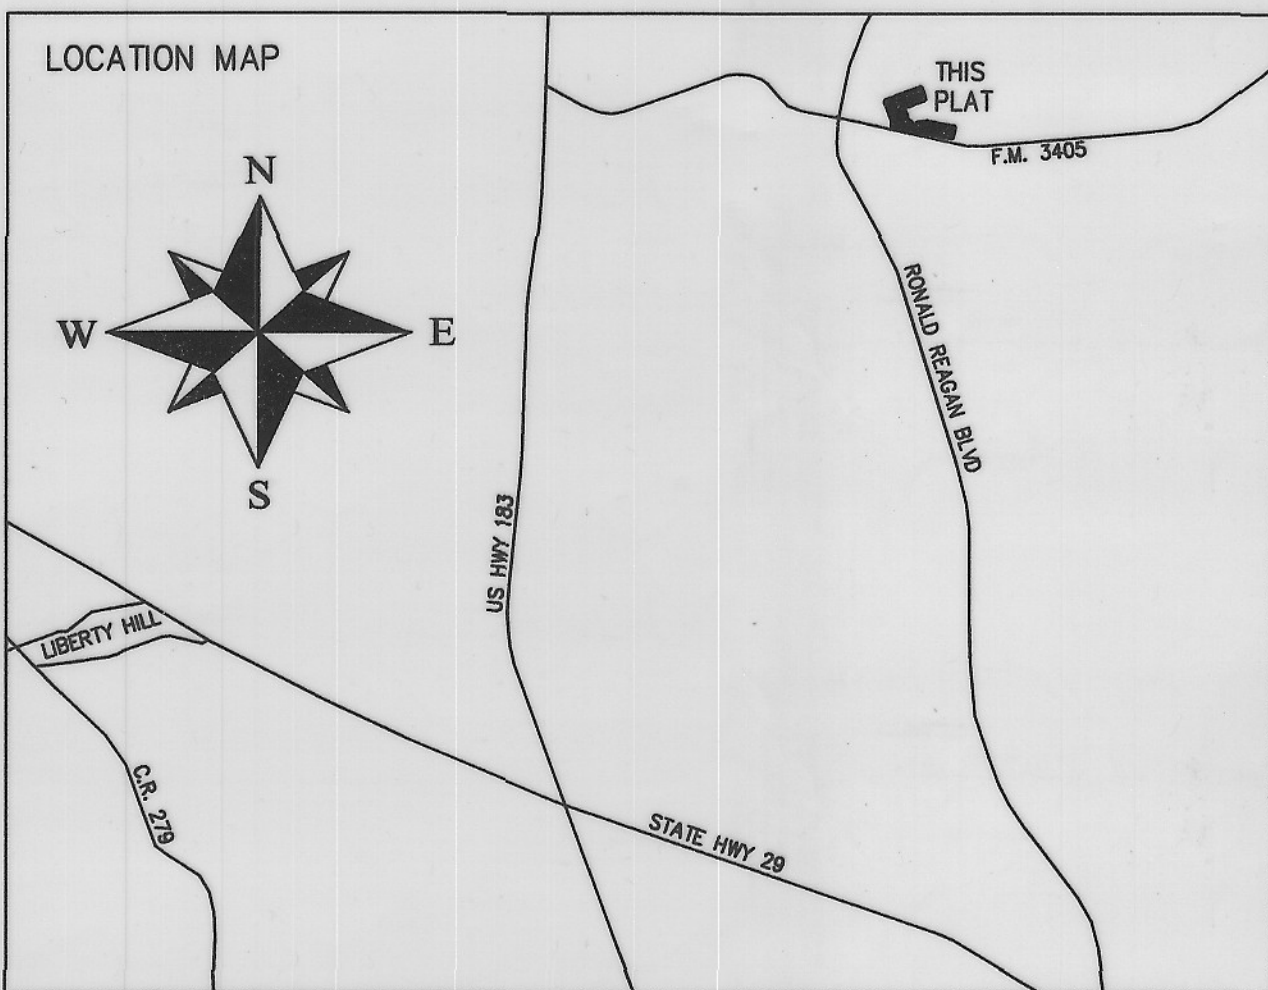 LOCATION MAP
THIS
PLAT
F.M. 3405
N
W
E
S
RONALD REAGAN BLVD
US HWY 183
LIBERTY HILL
C.R. 279
STATE HWY 29